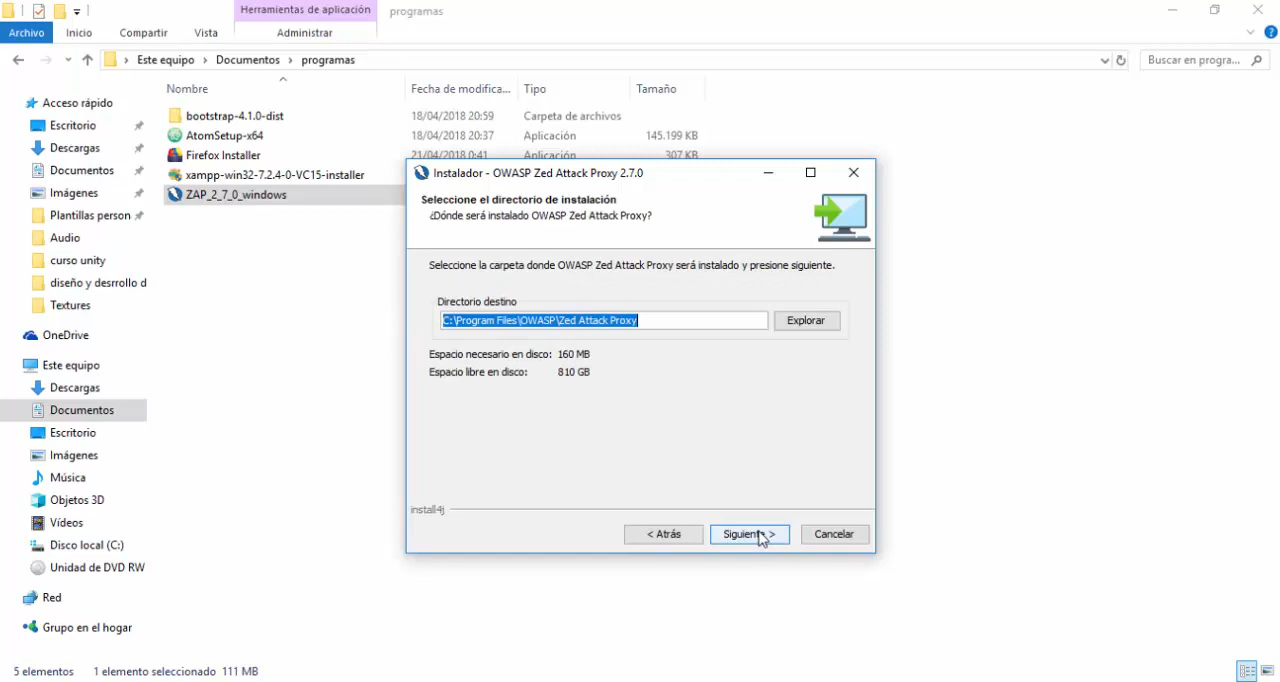 Herramientas de aplicación
programas
Archivo
Inicio
Compartir
Vista
Administrar
Este equipo
Documentos
programas
Buscar en progra...
Nombre
Fecha de modifica...
Tipo
Tamaño
bootstrap-4.1.0-dist
18/04/2018 20:59
Carpeta de archivos
AtomSetup-x64
18/04/2018 20:37
Aplicación
145.199 KB
Firefox Installer
21/04/2018 0:41
Aplicación
307 KB
xampp-win32-7.2.4-0-VC15-installer
ZAP_2_7_0_windows
Acceso rápido
Escritorio
Descargas
Documentos
Imágenes
Plantillas person
Audio
curso unity
diseño y desrrollo d
Textures
OneDrive
Este equipo
Descargas
Documentos
Escritorio
Imágenes
Música
Objetos 3D
Vídeos
Disco local (C:)
Unidad de DVD RW
Red
Grupo en el hogar
Instalador - OWASP Zed Attack Proxy 2.7.0
Seleccione el directorio de instalación
¿Dónde será instalado OWASP Zed Attack Proxy?
Seleccione la carpeta donde OWASP Zed Attack Proxy será instalado y presione siguiente.
Directorio destino
C:\Program Files\OWASP\Zed Attack Proxy
Explorar
Espacio necesario en disco: 160 MB
Espacio libre en disco: 810 GB
install4j
< Atrás
Siguiente >
Cancelar
5 elementos
1 elemento seleccionado 111 MB